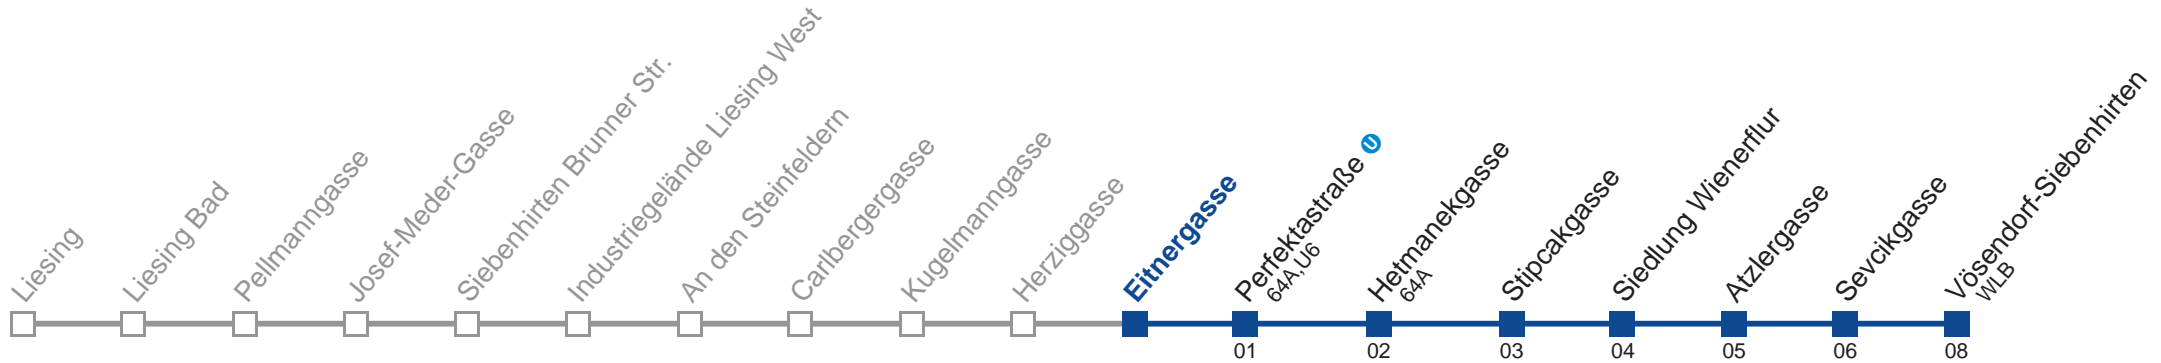 Liesing
Liesing Bad
Pellmanngasse
Josef-Meder-Gasse
Siebenhirten Brunner Str.
Industriegelände Liesing West
An den Steinfeldern
Carlbergergasse
Kugelmanngasse
Herziggasse
Eitnergasse
Perfektastraße U
64A,U6
Hetmanekgasse
64A
Stipcakgasse
Siedlung Wienerflur
Atzlergasse
Sevcikgasse
Vösendorf-Siebenhirten
WLB
01 02 03 04 05 06 08